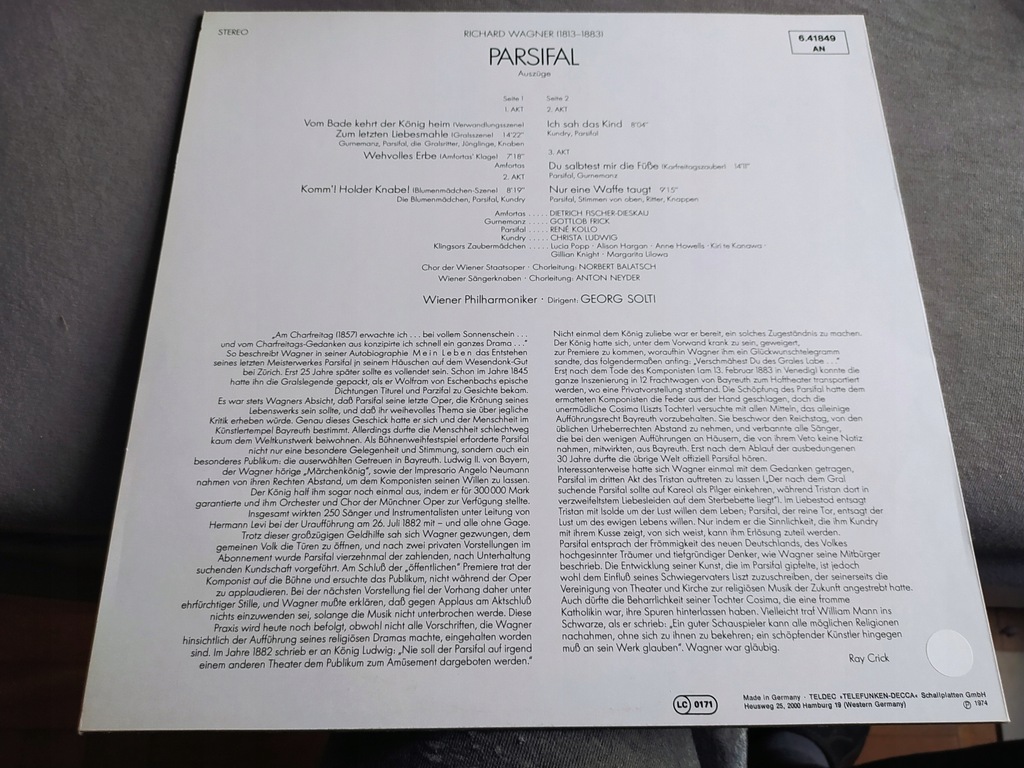 STEREO
RICHARD WAGNER (1813–1883)
6.41849
AN
PARSIFAL
Auszüge
Seite 1
1. AKT
Vom Bade kehrt der König heim (Verwandlungsszene)
Zum letzten Liebesmahle (Gralsszene) 14'22"
Gurnemanz, Parsifal, die Gralsritter, Jünglinge, Knaben
Wehvolles Erbe (Amfortas' Klage) 7'18"
Amfortas
2. AKT
Komm'! Holder Knabe! (Blumenmädchen-Szene) 8'19"
Die Blumenmädchen, Parsifal, Kundry
Seite 2
2. AKT
Ich sah das Kind 8'04"
Kundry, Parsifal
3. AKT
Du salbtest mir die Füße (Karfreitagszauber) 14'11"
Parsifal, Gurnemanz
Nur eine Waffe taugt 9'15"
Parsifal, Stimmen von oben, Ritter, Knappen
Amfortas . . . . . DIETRICH FISCHER-DIESKAU
Gurnemanz . . . . . GOTTLOB FRICK
Parsifal . . . . . RENÉ KOLLO
Kundry . . . . . CHRISTA LUDWIG
Klingsors Zaubermädchen . . . . . Lucia Popp · Alison Hargan · Anne Howells · Kiri te Kanawa ·
Gillian Knight · Margarita Lilowa
Chor der Wiener Staatsoper · Chorleitung: NORBERT BALATSCH
Wiener Sängerknaben · Chorleitung: ANTON NEYDER
Wiener Philharmoniker · Dirigent: GEORG SOLTI
„Am Charfreitag (1857) erwachte ich . . . bei vollem Sonnenschein . . .
und vom Charfreitags-Gedanken aus konzipirte ich schnell ein ganzes Drama . . ."
So beschreibt Wagner in seiner Autobiographie Mein Leben das Entstehen
seines letzten Meisterwerkes Parsifal in seinem Häuschen auf dem Wesendonk-Gut
bei Zürich. Erst 25 Jahre später sollte es vollendet sein. Schon im Jahre 1845
hatte ihn die Gralslegende gepackt, als er Wolfram von Eschenbachs epische
Dichtungen Titurel und Parzifal zu Gesichte bekam.
Es war stets Wagners Absicht, daß Parsifal seine letzte Oper, die Krönung seines
Lebenswerks sein sollte, und daß ihr weihevolles Thema sie über jegliche
Kritik erheben würde. Genau dieses Geschick hatte er sich und der Menschheit im
Künstlertempel Bayreuth bestimmt. Allerdings durfte die Menschheit schlechtweg
kaum dem Weltkunstwerk beiwohnen. Als Bühnenweihfestspiel erforderte Parsifal
nicht nur eine besondere Gelegenheit und Stimmung, sondern auch ein
besonderes Publikum: die auserwählten Getreuen in Bayreuth. Ludwig II. von Bayern,
der Wagner hörige „Märchenkönig", sowie der Impresario Angelo Neumann
nahmen von ihren Rechten Abstand, um dem Komponisten seinen Willen zu lassen.
Der König half ihm sogar noch einmal aus, indem er für 300000 Mark
garantierte und ihm Orchester und Chor der Münchner Oper zur Verfügung stellte.
Insgesamt wirkten 250 Sänger und Instrumentalisten unter Leitung von
Hermann Levi bei der Uraufführung am 26. Juli 1882 mit – und alle ohne Gage.
Trotz dieser großzügigen Geldhilfe sah sich Wagner gezwungen, dem
gemeinen Volk die Türen zu öffnen, und nach zwei privaten Vorstellungen im
Abonnement wurde Parsifal vierzehnmal der zahlenden, nach Unterhaltung
suchenden Kundschaft vorgeführt. Am Schluß der „öffentlichen" Premiere trat der
Komponist auf die Bühne und ersuchte das Publikum, nicht während der Oper
zu applaudieren. Bei der nächsten Vorstellung fiel der Vorhang daher unter
ehrfürchtiger Stille, und Wagner mußte erklären, daß gegen Applaus am Aktschluß
nichts einzuwenden sei, solange die Musik nicht unterbrochen werde. Diese
Praxis wird heute noch befolgt, obwohl nicht alle Vorschriften, die Wagner
hinsichtlich der Aufführung seines religiösen Dramas machte, eingehalten worden
sind. Im Jahre 1882 schrieb er an König Ludwig: „Nie soll der Parsifal auf irgend
einem anderen Theater dem Publikum zum Amüsement dargeboten werden."
Nicht einmal dem König zuliebe war er bereit, ein solches Zugeständnis zu machen.
Der König hatte sich, unter dem Vorwand krank zu sein, geweigert,
zur Premiere zu kommen, woraufhin Wagner ihm ein Glückwunschtelegramm
sandte, das folgendermaßen anfing: „Verschmähest Du des Grales Labe . . ."
Erst nach dem Tode des Komponisten (am 13. Februar 1883 in Venedig) konnte die
ganze Inszenierung in 12 Frachtwagen von Bayreuth zum Hoftheater transportiert
werden, wo eine Privatvorstellung stattfand. Die Schöpfung des Parsifal hatte dem
ermatteten Komponisten die Feder aus der Hand geschlagen, doch die
unermüdliche Cosima (Liszts Tochter) versuchte mit allen Mitteln, das alleinige
Aufführungsrecht Bayreuth vorzubehalten. Sie beschwor den Reichstag, von den
üblichen Urheberrechten Abstand zu nehmen, und verbannte alle Sänger,
die bei den wenigen Aufführungen an Häusern, die von ihrem Veto keine Notiz
nahmen, mitwirkten, aus Bayreuth. Erst nach dem Ablauf der ausbedungenen
30 Jahre durfte die übrige Welt offiziell Parsifal hören.
Interessanterweise hatte sich Wagner einmal mit dem Gedanken getragen,
Parsifal im dritten Akt des Tristan auftreten zu lassen („Der nach dem Gral
suchende Parsifal sollte auf Kareol als Pilger einkehren, während Tristan dort in
verzweifeltstem Liebesleiden auf dem Sterbebette liegt"). Im Liebestod entsagt
Tristan mit Isolde um der Lust willen dem Leben; Parsifal, der reine Tor, entsagt der
Lust um des ewigen Lebens willen. Nur indem er die Sinnlichkeit, die ihm Kundry
mit ihrem Kusse zeigt, von sich weist, kann ihm Erlösung zuteil werden.
Parsifal entsprach der Frömmigkeit des neuen Deutschlands, des Volkes
hochgesinnter Träumer und tiefgründiger Denker, wie Wagner seine Mitbürger
beschrieb. Die Entwicklung seiner Kunst, die im Parsifal gipfelte, ist jedoch
wohl dem Einfluß seines Schwiegervaters Liszt zuzuschreiben, der seinerseits die
Vereinigung von Theater und Kirche zur religiösen Musik der Zukunft angestrebt hatte.
Auch dürfte die Beharrlichkeit seiner Tochter Cosima, die eine fromme
Katholikin war, ihre Spuren hinterlassen haben. Vielleicht traf William Mann ins
Schwarze, als er schrieb: „Ein guter Schauspieler kann alle möglichen Religionen
nachahmen, ohne sich zu ihnen zu bekehren; ein schöpfender Künstler hingegen
muß an sein Werk glauben". Wagner war gläubig.
Ray Crick
LC 0171
Made in Germany · TELDEC »TELEFUNKEN-DECCA« Schallplatten GmbH
Heusweg 25, 2000 Hamburg 19 (Western Germany)
℗ 1974